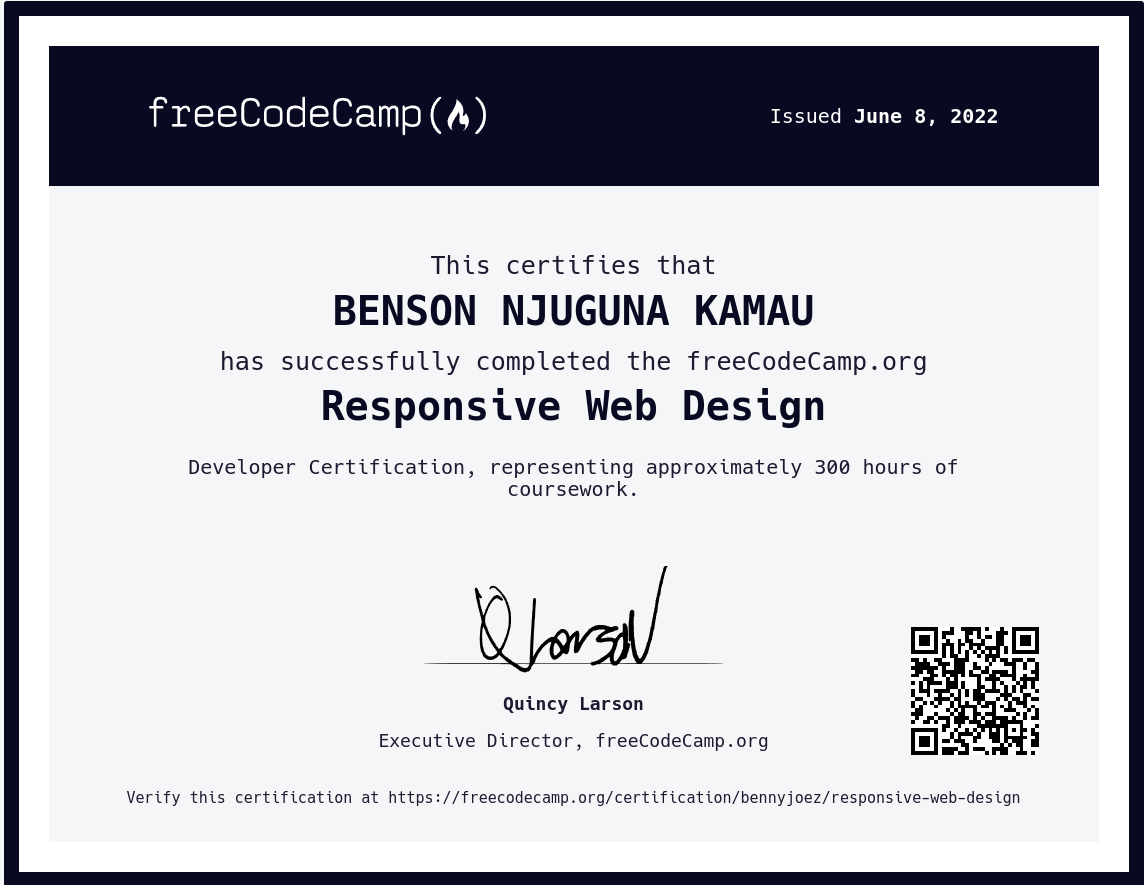 freeCodeCamp
Issued June 8, 2022
This certifies that
BENSON NJUGUNA KAMAU
has successfully completed the freeCodeCamp.org
Responsive Web Design
Developer Certification, representing approximately 300 hours of
coursework.
Quincy Larson
Executive Director, freeCodeCamp.org
Verify this certification at https://freecodecamp.org/certification/bennyjoez/responsive-web-design